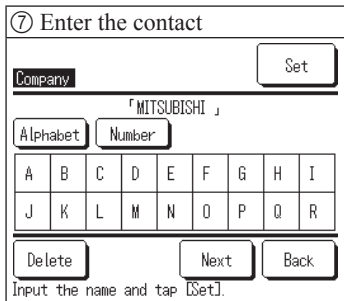 ⑦ Enter the contact
Set
Company
「MITSUBISHI 」
Alphabet Number
A B C D E F G H I
J K L M N O P Q R
Delete Next Back
Input the name and tap [Set].